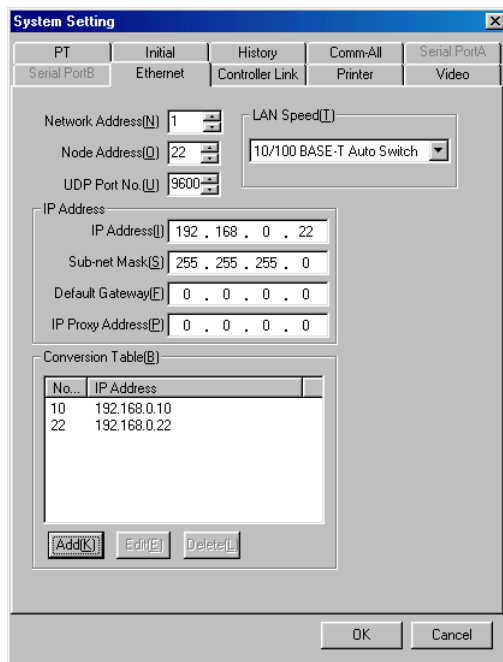 System Setting
PT Initial History Comm-All Serial PortA
Serial PortB Ethernet Controller Link Printer Video
Network Address(N) 1
LAN Speed(T)
Node Address(O) 22
10/100 BASE-T Auto Switch
UDP Port No.(U) 9600
IP Address
IP Address(I) 192 . 168 . 0 . 22
Sub-net Mask(S) 255 . 255 . 255 . 0
Default Gateway(F) 0 . 0 . 0 . 0
IP Proxy Address(P) 0 . 0 . 0 . 0
Conversion Table(B)
No... IP Address
10 192.168.0.10
22 192.168.0.22
Add(K) Edit(E) Delete(L)
OK Cancel